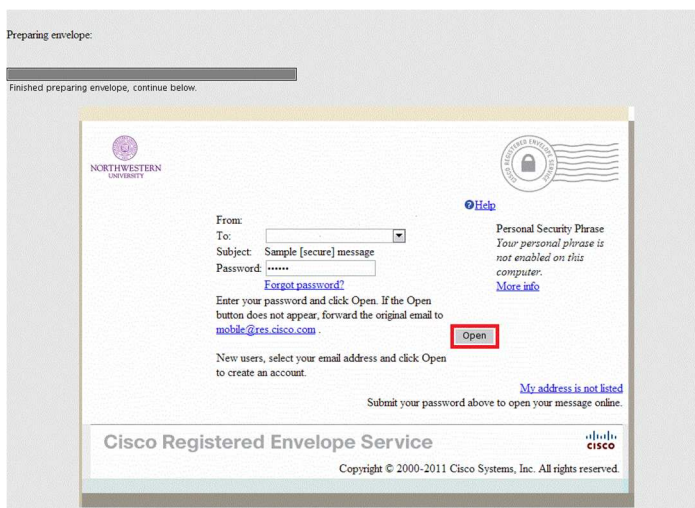 Preparing envelope:
Finished preparing envelope, continue below.
NORTHWESTERN
UNIVERSITY
CISCO REGISTERED ENVELOPE SERVICE
Help
From:
To:
Subject: Sample [secure] message
Password: ••••••
Forgot password?
Personal Security Phrase
Your personal phrase is
not enabled on this
computer.
More info
Enter your password and click Open. If the Open
button does not appear, forward the original email to
mobile@res.cisco.com .
Open
New users, select your email address and click Open
to create an account.
My address is not listed
Submit your password above to open your message online.
Cisco Registered Envelope Service
CISCO
Copyright © 2000-2011 Cisco Systems, Inc. All rights reserved.